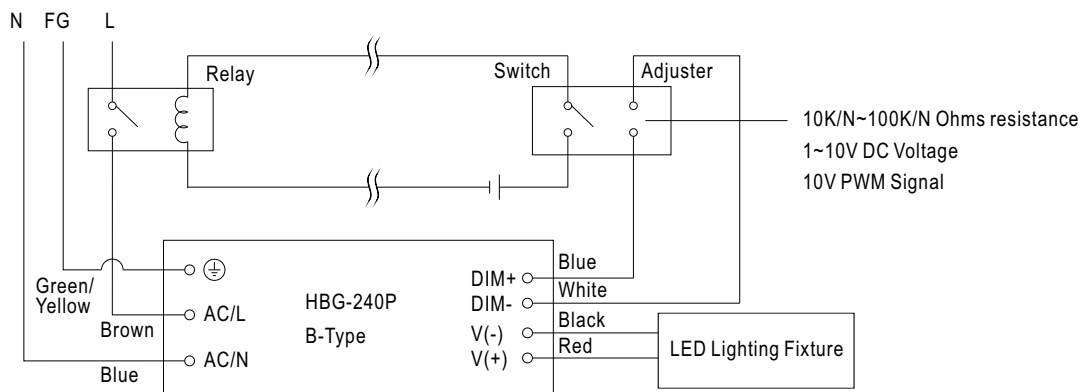 N FG L
Relay
Switch
Adjuster
10K/N~100K/N Ohms resistance
1~10V DC Voltage
10V PWM Signal
Green/
Yellow
Brown
Blue
AC/L
AC/N
HBG-240P
B-Type
DIM+
DIM-
V(-)
V(+)
Blue
White
Black
Red
LED Lighting Fixture